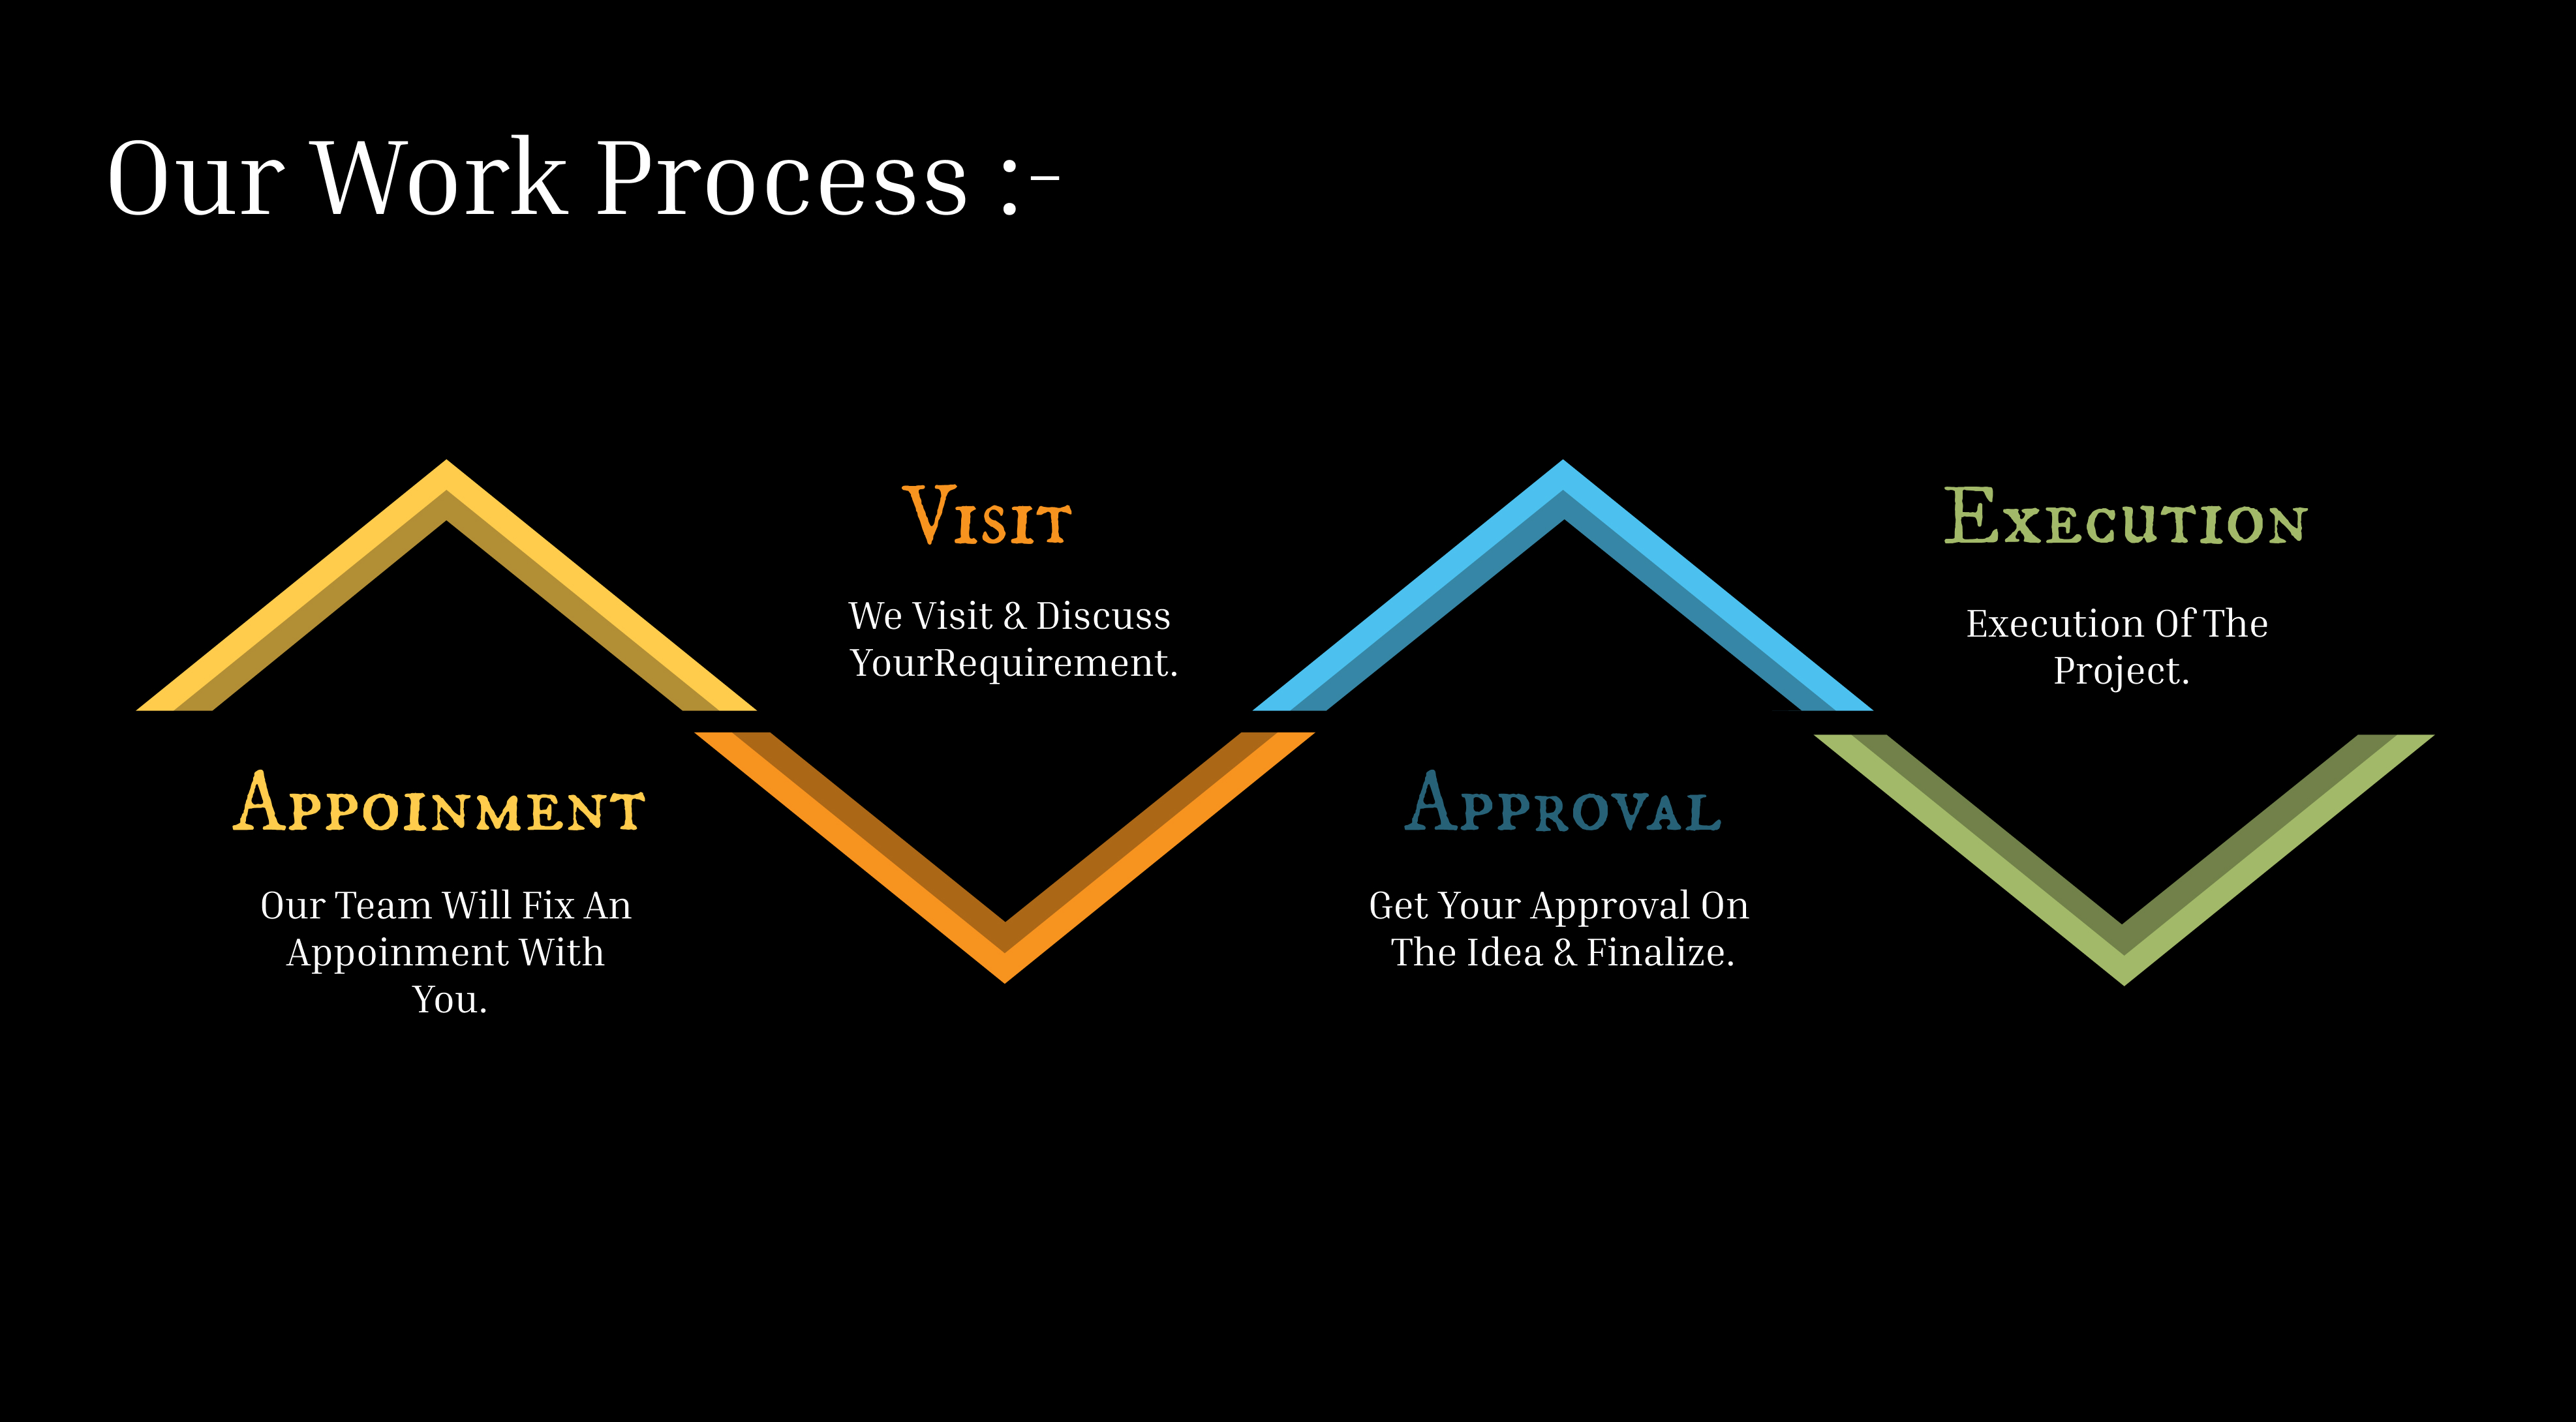 Our Work Process :-
Appoinment
Our Team Will Fix An
Appoinment With
You.
Visit
We Visit & Discuss
YourRequirement.
Approval
Get Your Approval On
The Idea & Finalize.
Execution
Execution Of The
Project.